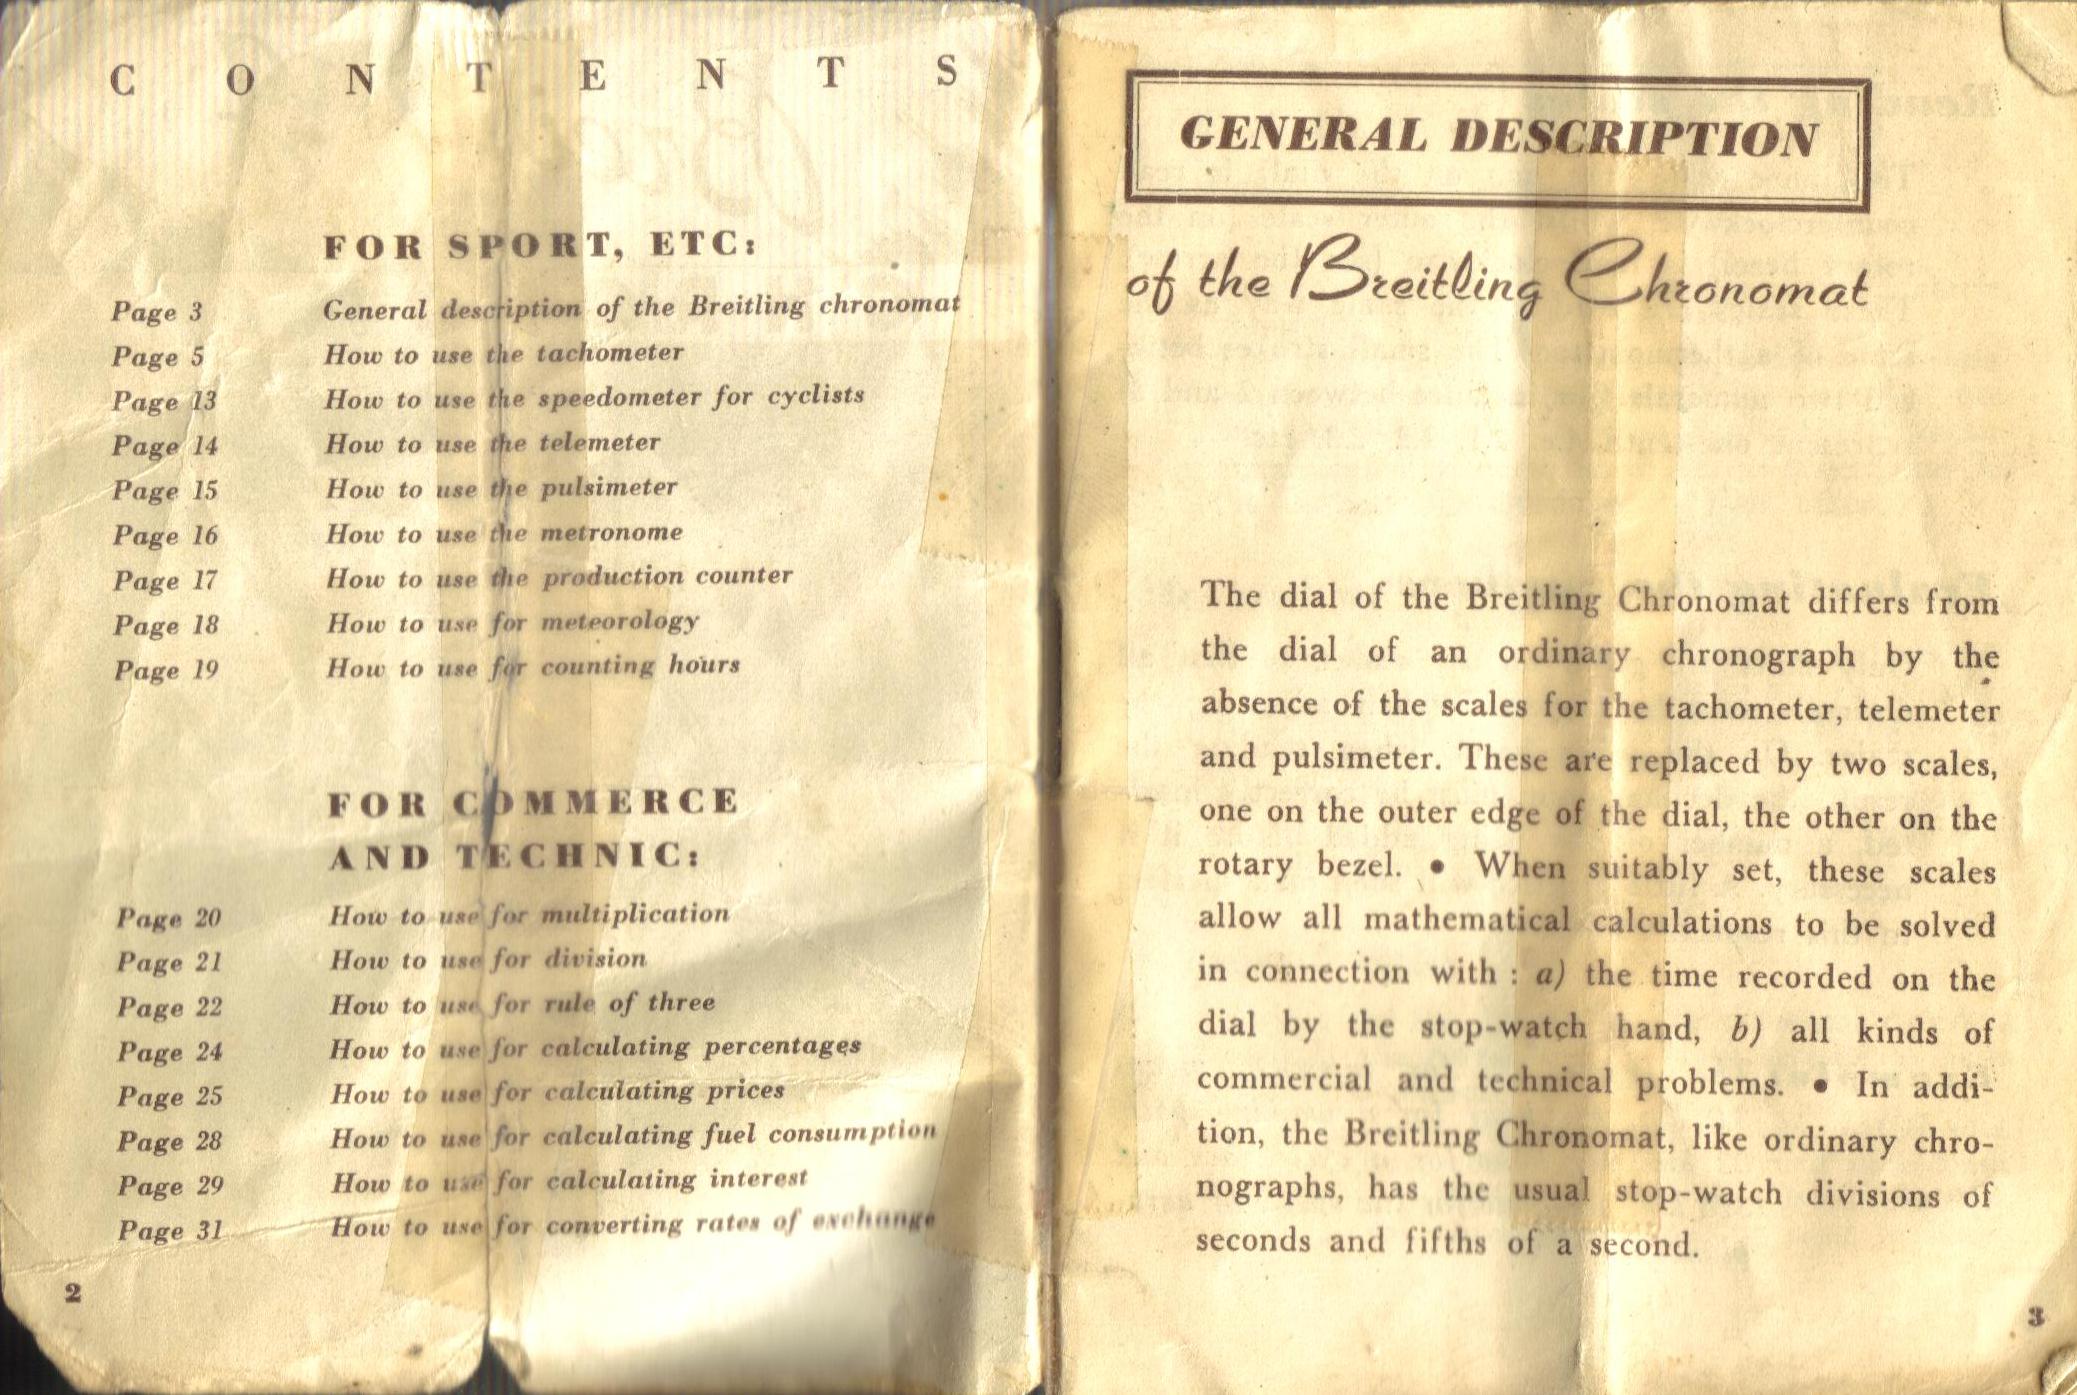 CONTENTS
FOR SPORT, ETC:
Page 3 General description of the Breitling chronomat
Page 5 How to use the tachometer
Page 13 How to use the speedometer for cyclists
Page 14 How to use the telemeter
Page 15 How to use the pulsimeter
Page 16 How to use the metronome
Page 17 How to use the production counter
Page 18 How to use for meteorology
Page 19 How to use for counting hours
FOR COMMERCE
AND TECHNIC:
Page 20 How to use for multiplication
Page 21 How to use for division
Page 22 How to use for rule of three
Page 24 How to use for calculating percentages
Page 25 How to use for calculating prices
Page 28 How to use for calculating fuel consumption
Page 29 How to use for calculating interest
Page 31 How to use for converting rates of exchange
2
GENERAL DESCRIPTION
of the Breitling Chronomat
The dial of the Breitling Chronomat differs from
the dial of an ordinary chronograph by the
absence of the scales for the tachometer, telemeter
and pulsimeter. These are replaced by two scales,
one on the outer edge of the dial, the other on the
rotary bezel. • When suitably set, these scales
allow all mathematical calculations to be solved
in connection with : a) the time recorded on the
dial by the stop-watch hand, b) all kinds of
commercial and technical problems. • In addi-
tion, the Breitling Chronomat, like ordinary chro-
nographs, has the usual stop-watch divisions of
seconds and fifths of a second.
3